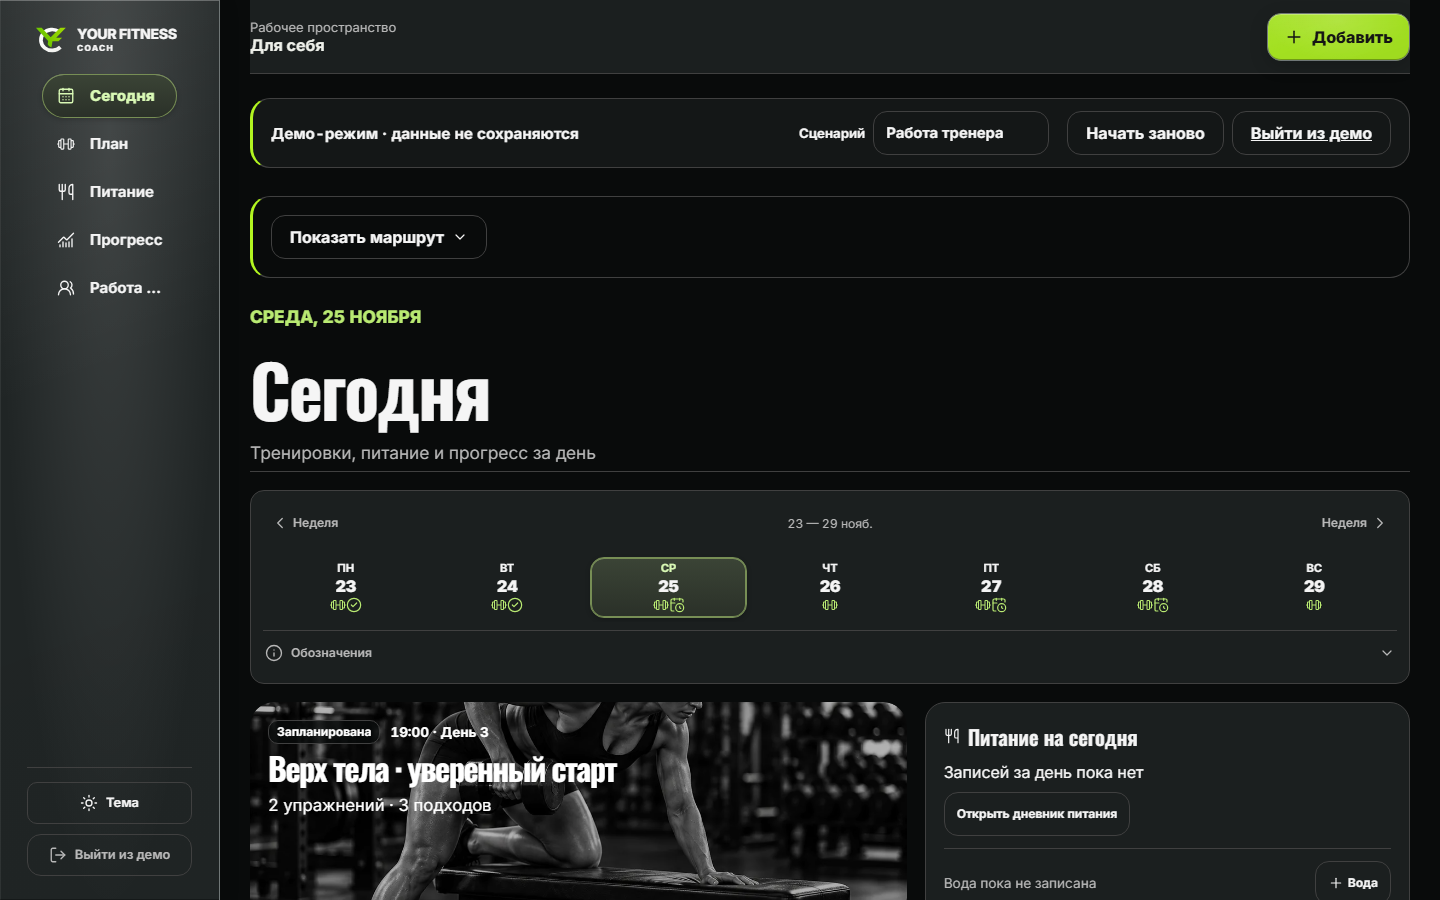 YOUR FITNESS
COACH
Сегодня
План
Питание
Прогресс
Работа ...
Тема
Выйти из демо
Рабочее пространство
Для себя
Добавить
Демо-режим · данные не сохраняются
Сценарий
Работа тренера
Начать заново
Выйти из демо
Показать маршрут
СРЕДА, 25 НОЯБРЯ
Сегодня
Тренировки, питание и прогресс за день
Неделя
23 — 29 нояб.
Неделя
ПН ВТ СР ЧТ ПТ СБ ВС
23 24 25 26 27 28 29
Обозначения
Запланирована 19:00 · День 3
Верх тела · уверенный старт
2 упражнений · 3 подходов
Питание на сегодня
Записей за день пока нет
Открыть дневник питания
Вода пока не записана
Вода